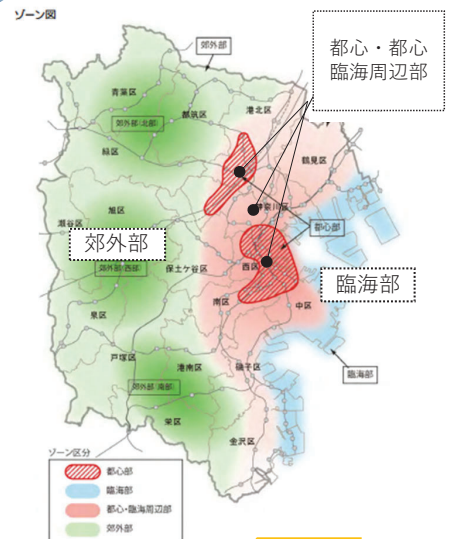 ゾーン図
郊外部
都心・都心
臨海周辺部
青葉区
都筑区
港北区
郊外部(北部)
緑区
鶴見区
旭区
神奈川区
瀬谷区
都心部
郊外部
西区
郊外部(西部)
保土ケ谷区
臨海部
南区
中区
泉区
戸塚区
港南区
磯子区
臨海部
郊外部(南部)
栄区
金沢区
ゾーン区分
都心部
臨海部
都心・臨海周辺部
郊外部